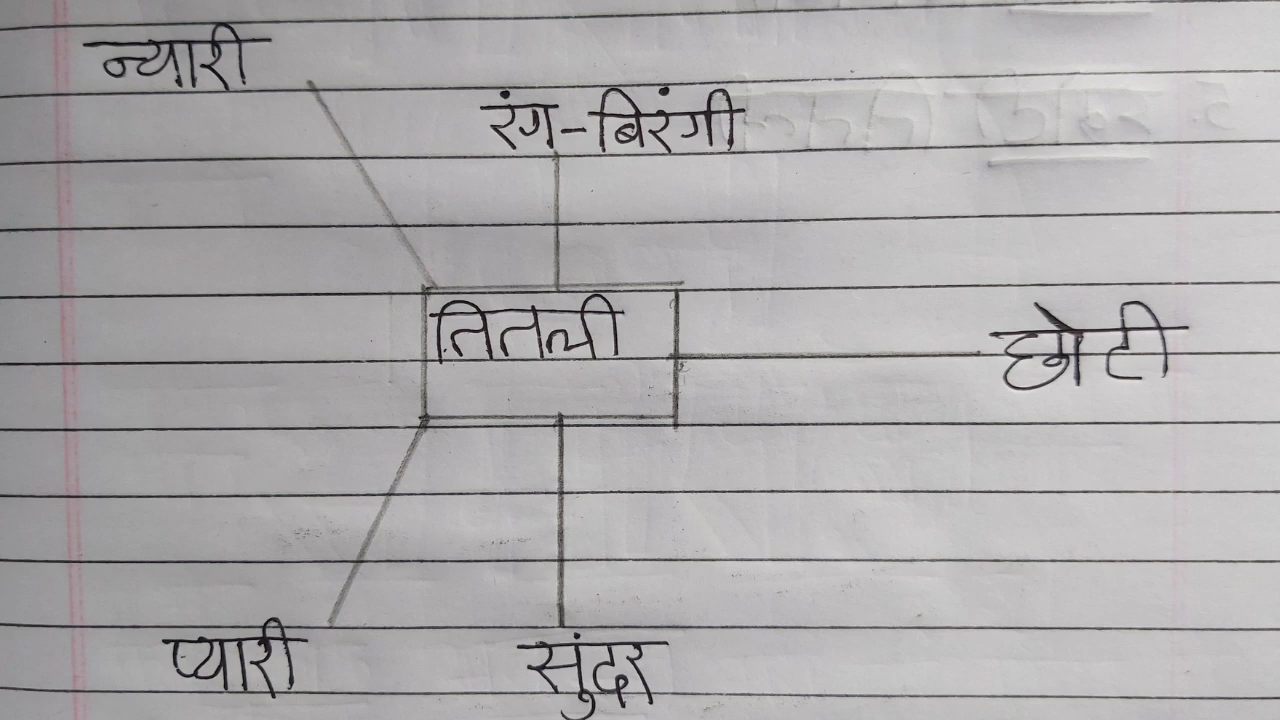 न्यारी
रंग-बिरंगी
तितली
छोटी
प्यारी
सुंदर